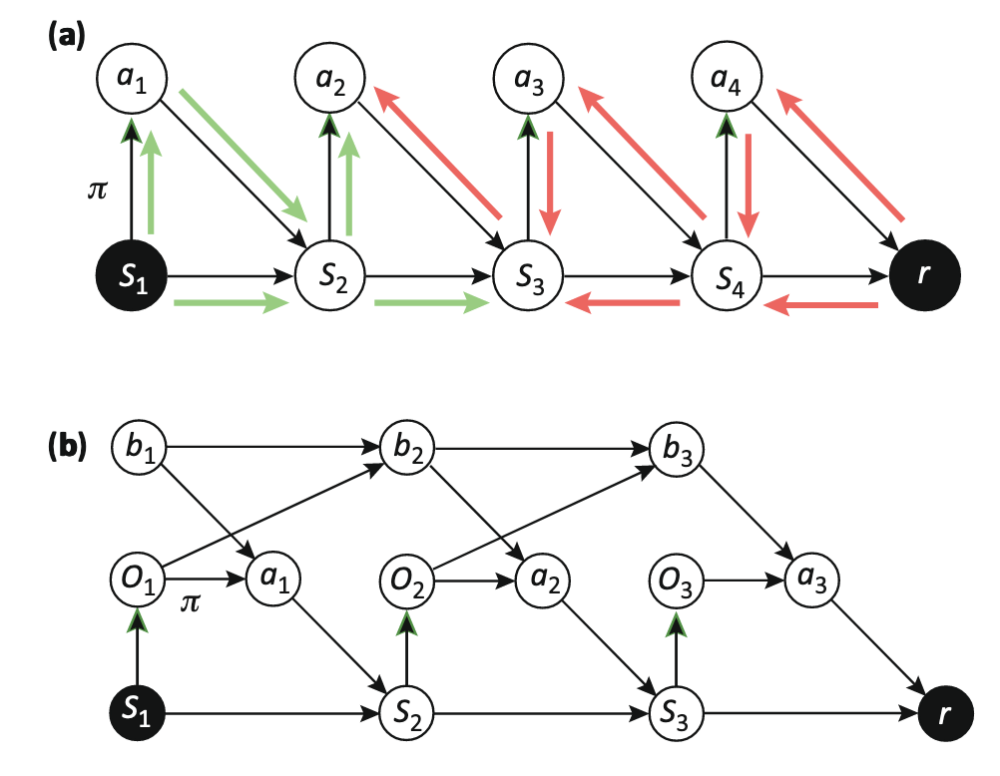 (a)
a1 a2 a3 a4
π
S1 S2 S3 S4 r
(b)
b1 b2 b3
O1 a1 O2 a2 O3 a3
π
S1 S2 S3 r